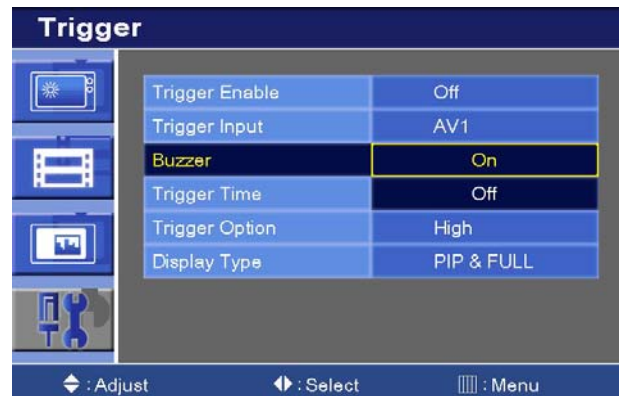 Trigger
Trigger Enable Off
Trigger Input AV1
Buzzer On
Trigger Time Off
Trigger Option High
Display Type PIP & FULL
: Adjust : Select : Menu